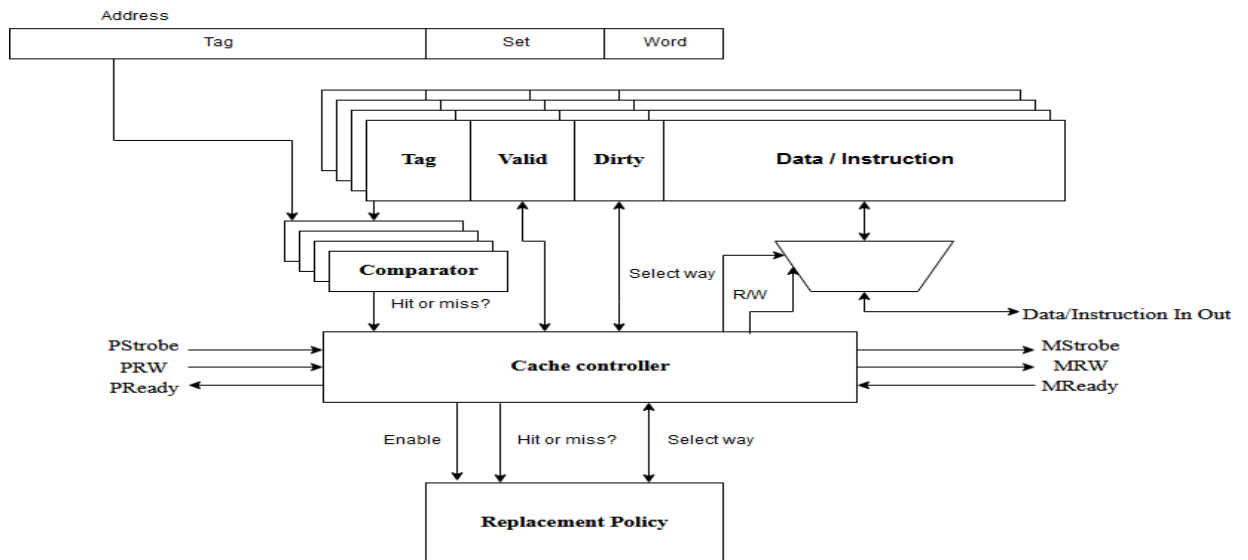 Address
Tag Set Word
Tag Valid Dirty Data / Instruction
Comparator
Select way
Hit or miss?
R/W
Data/Instruction In Out
PStrobe
PRW
PReady
Cache controller
MStrobe
MRW
MReady
Enable Hit or miss? Select way
Replacement Policy